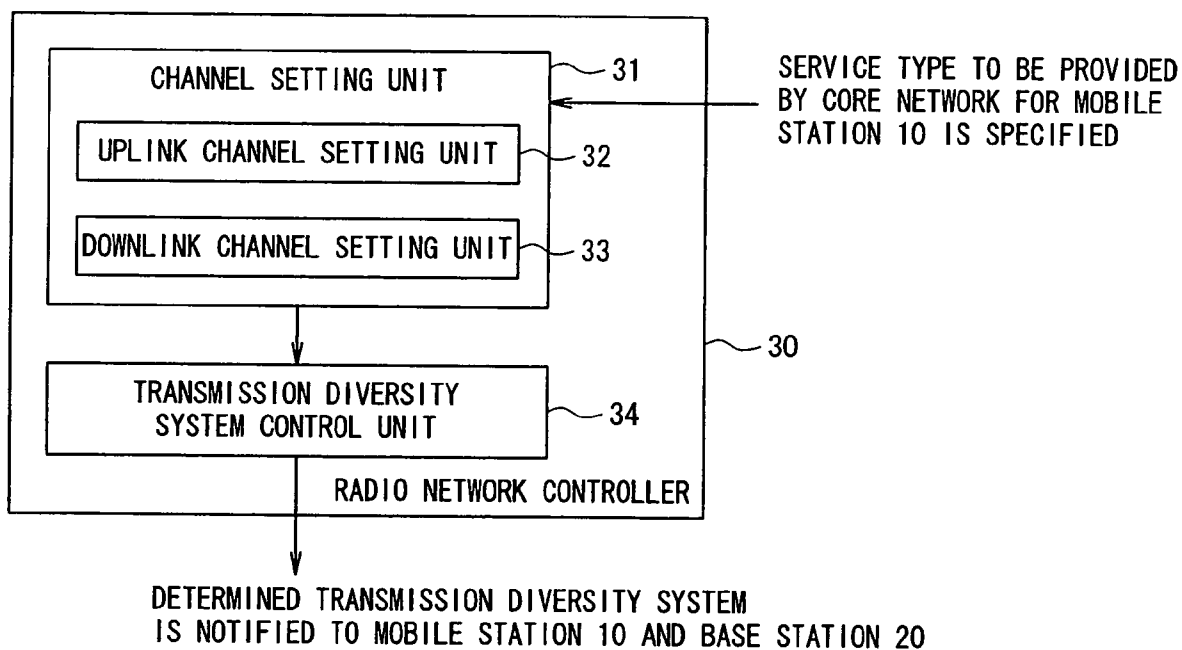 CHANNEL SETTING UNIT
31
SERVICE TYPE TO BE PROVIDED
BY CORE NETWORK FOR MOBILE
STATION 10 IS SPECIFIED
UPLINK CHANNEL SETTING UNIT
32
DOWNLINK CHANNEL SETTING UNIT
33
30
TRANSMISSION DIVERSITY
SYSTEM CONTROL UNIT
34
RADIO NETWORK CONTROLLER
DETERMINED TRANSMISSION DIVERSITY SYSTEM
IS NOTIFIED TO MOBILE STATION 10 AND BASE STATION 20